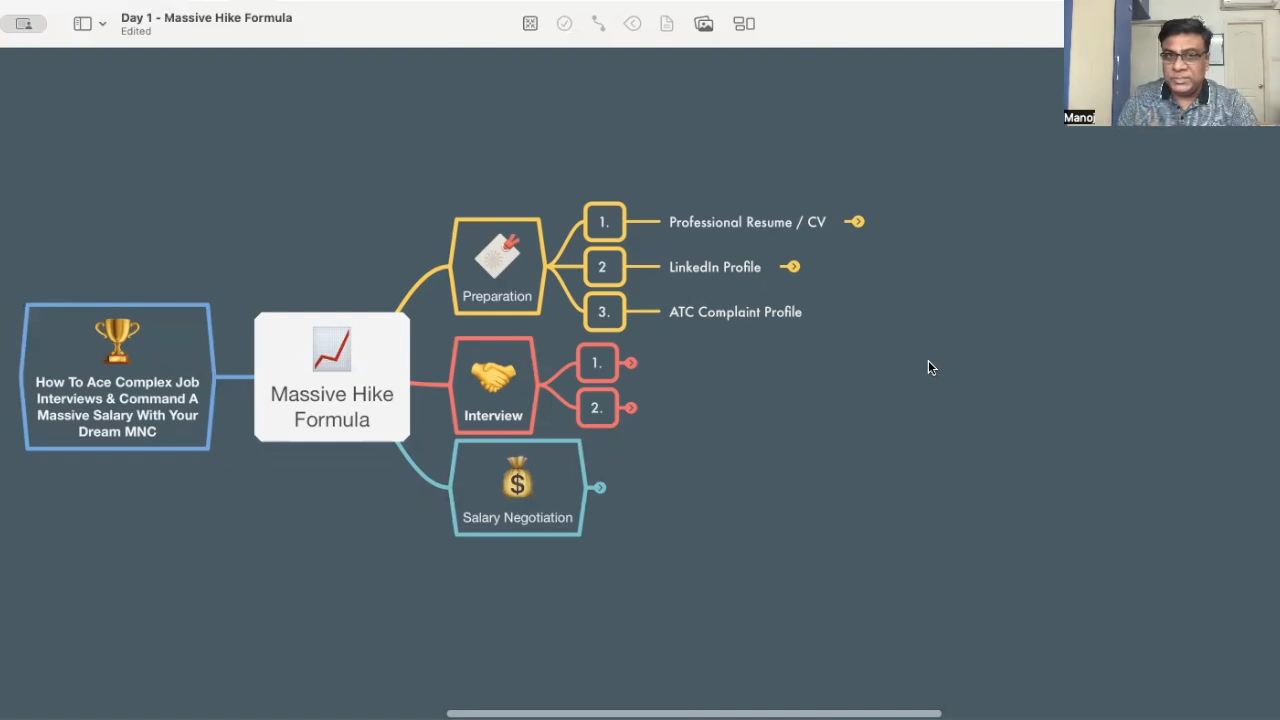 Day 1 - Massive Hike Formula
Edited
Manoj
1.
Professional Resume / CV
2
LinkedIn Profile
Preparation
3.
ATC Complaint Profile
How To Ace Complex Job
Interviews & Command A
Massive Salary With Your
Dream MNC
Massive Hike
Formula
1.
2.
Interview
$
Salary Negotiation